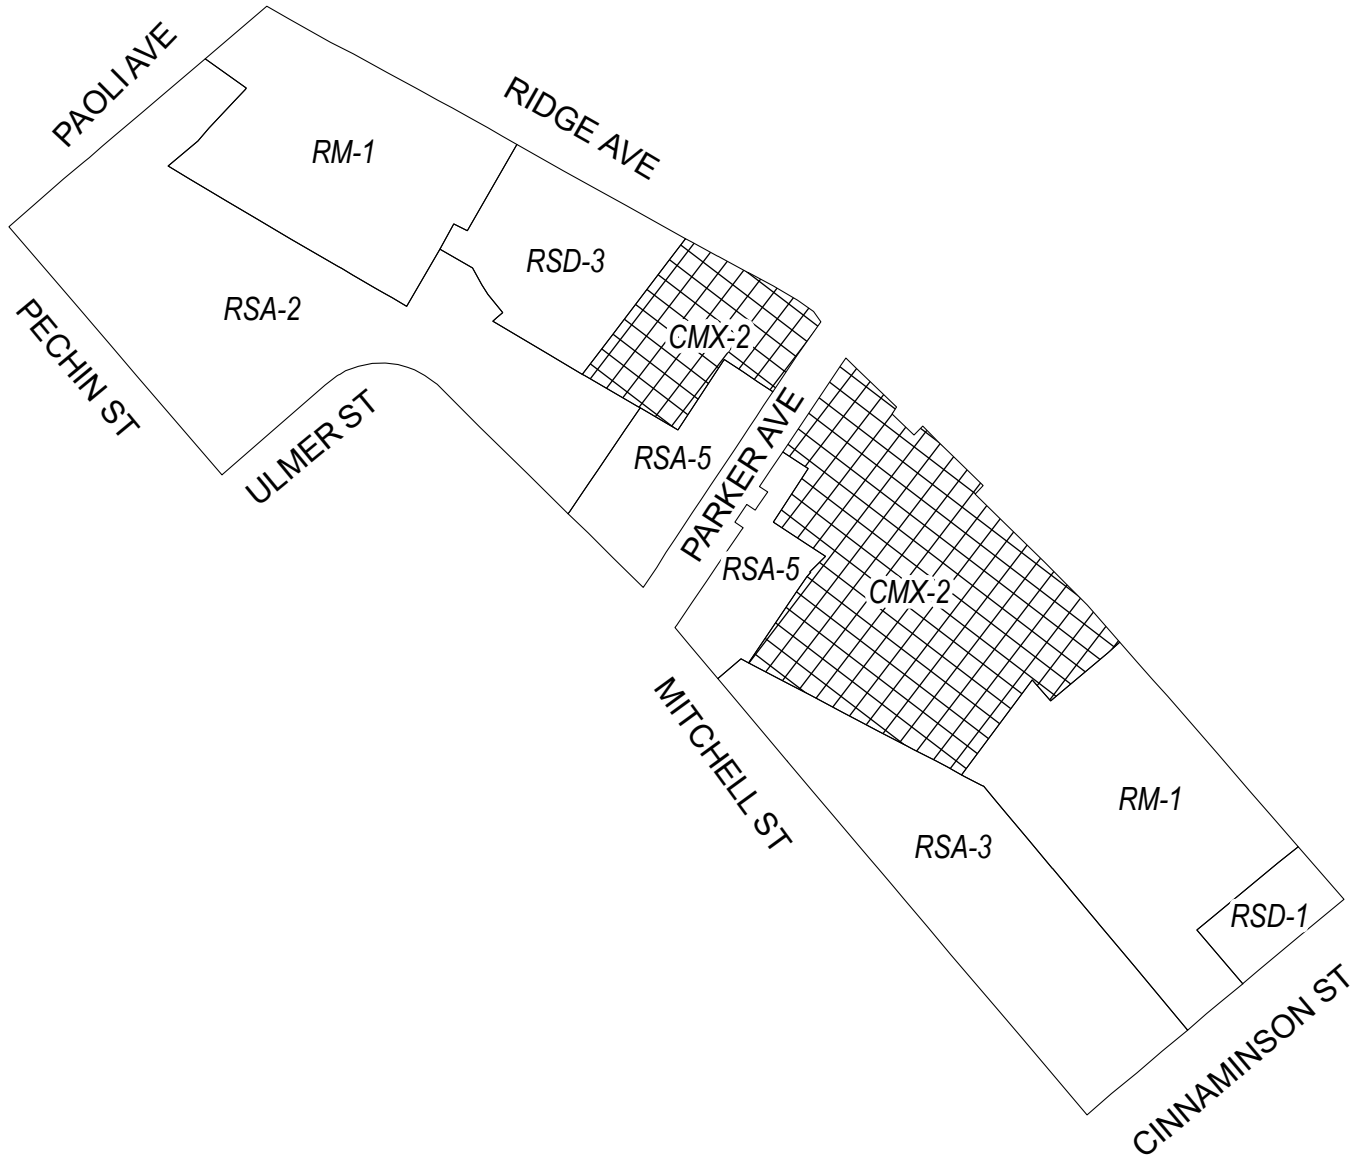 PAOLI AVE
RIDGE AVE
RM-1
RSD-3
RSA-2
CMX-2
PECHIN ST
ULMER ST
RSA-5
PARKER AVE
RSA-5
CMX-2
MITCHELL ST
RM-1
RSA-3
RSD-1
CINNAMINSON ST